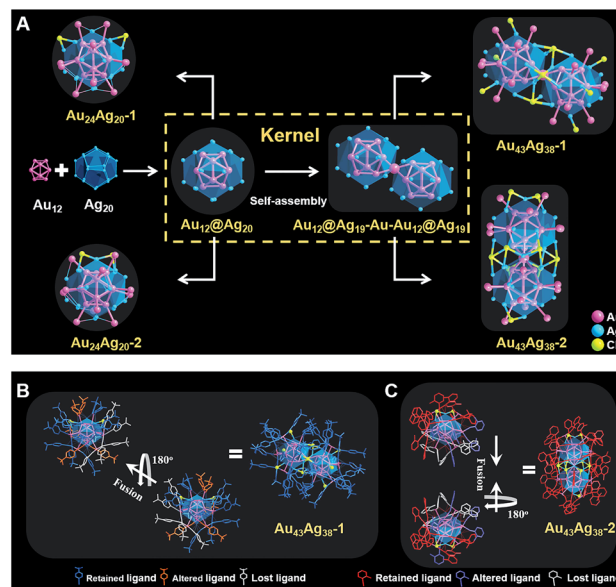 A
Au₂₄Ag₂₀-1
Au₄₃Ag₃₈-1
Kernel
Au₁₂
Ag₂₀
Self-assembly
Au₁₂@Ag₂₀
Au₁₂@Ag₁₉-Au-Au₁₂@Ag₁₉
Au₂₄Ag₂₀-2
Au₄₃Ag₃₈-2
B
180°
Fusion
=
Au₄₃Ag₃₈-1
Retained ligand
Altered ligand
Lost ligand
C
Fusion
180°
=
Au₄₃Ag₃₈-2
Retained ligand
Altered ligand
Lost ligand